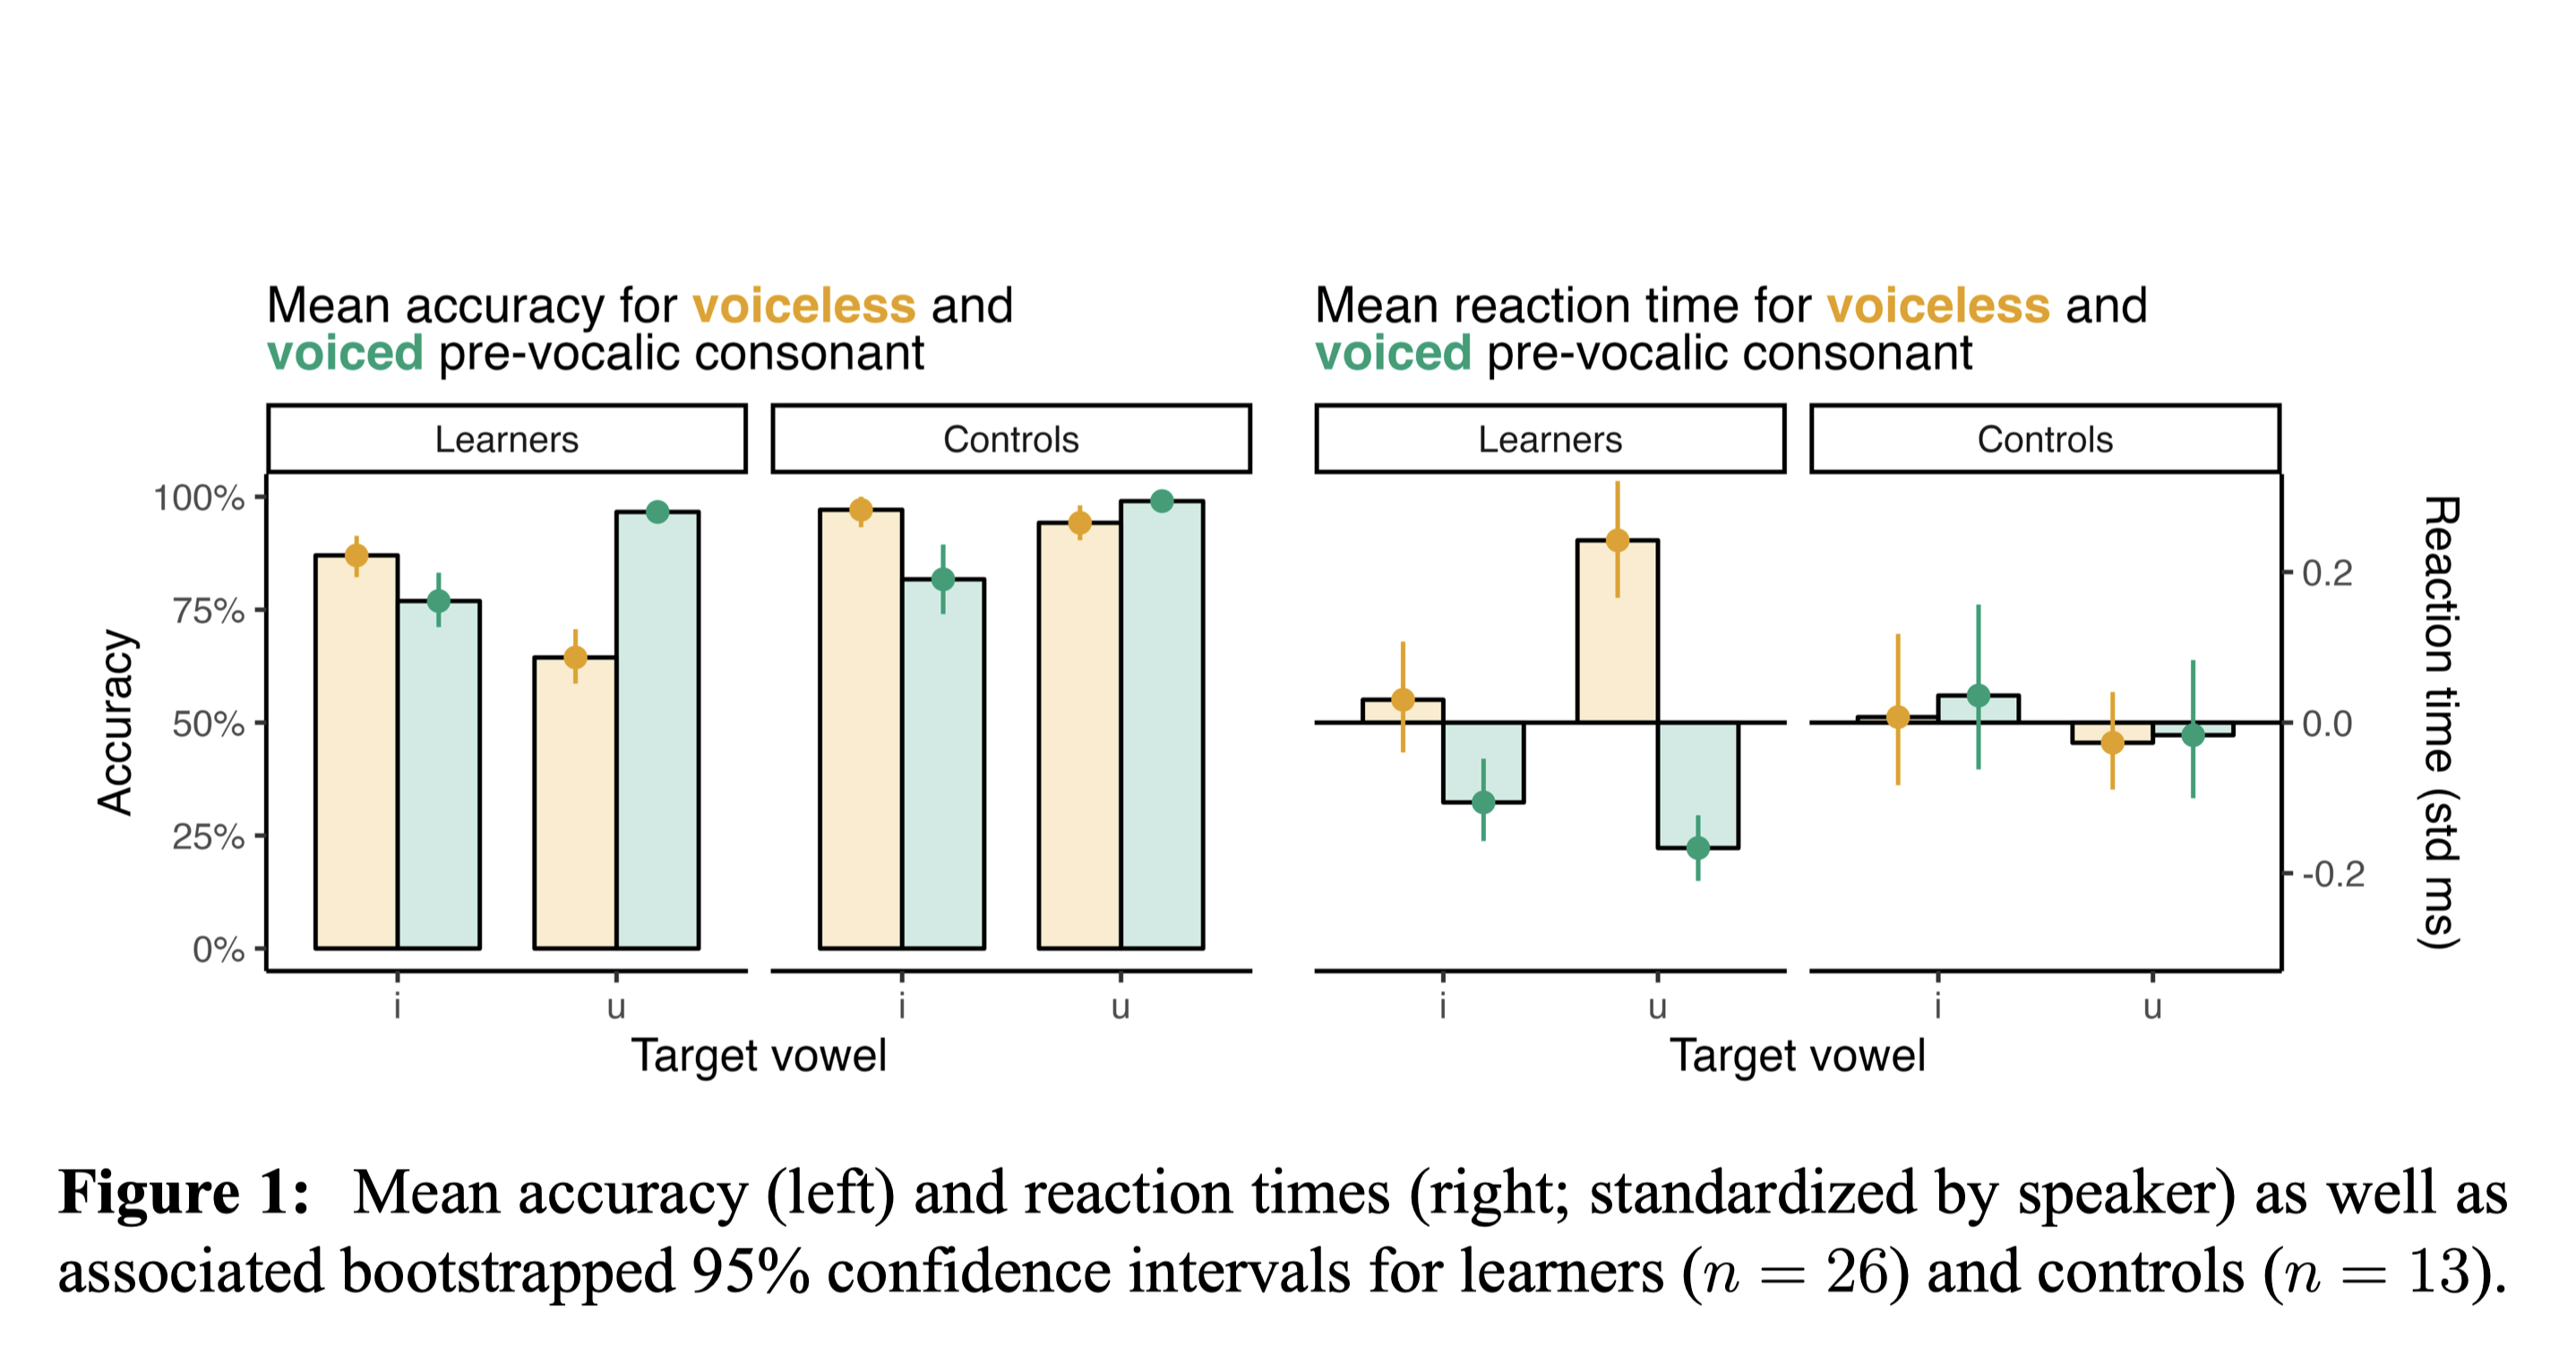 Mean accuracy for voiceless and
voiced pre-vocalic consonant
Learners
Controls
100%
75%
50%
25%
0%
Accuracy
i
u
i
u
Target vowel
Mean reaction time for voiceless and
voiced pre-vocalic consonant
Learners
Controls
0.2
0.0
-0.2
Reaction time (std ms)
i
u
i
u
Target vowel
Figure 1: Mean accuracy (left) and reaction times (right; standardized by speaker) as well as
associated bootstrapped 95% confidence intervals for learners (n = 26) and controls (n = 13).